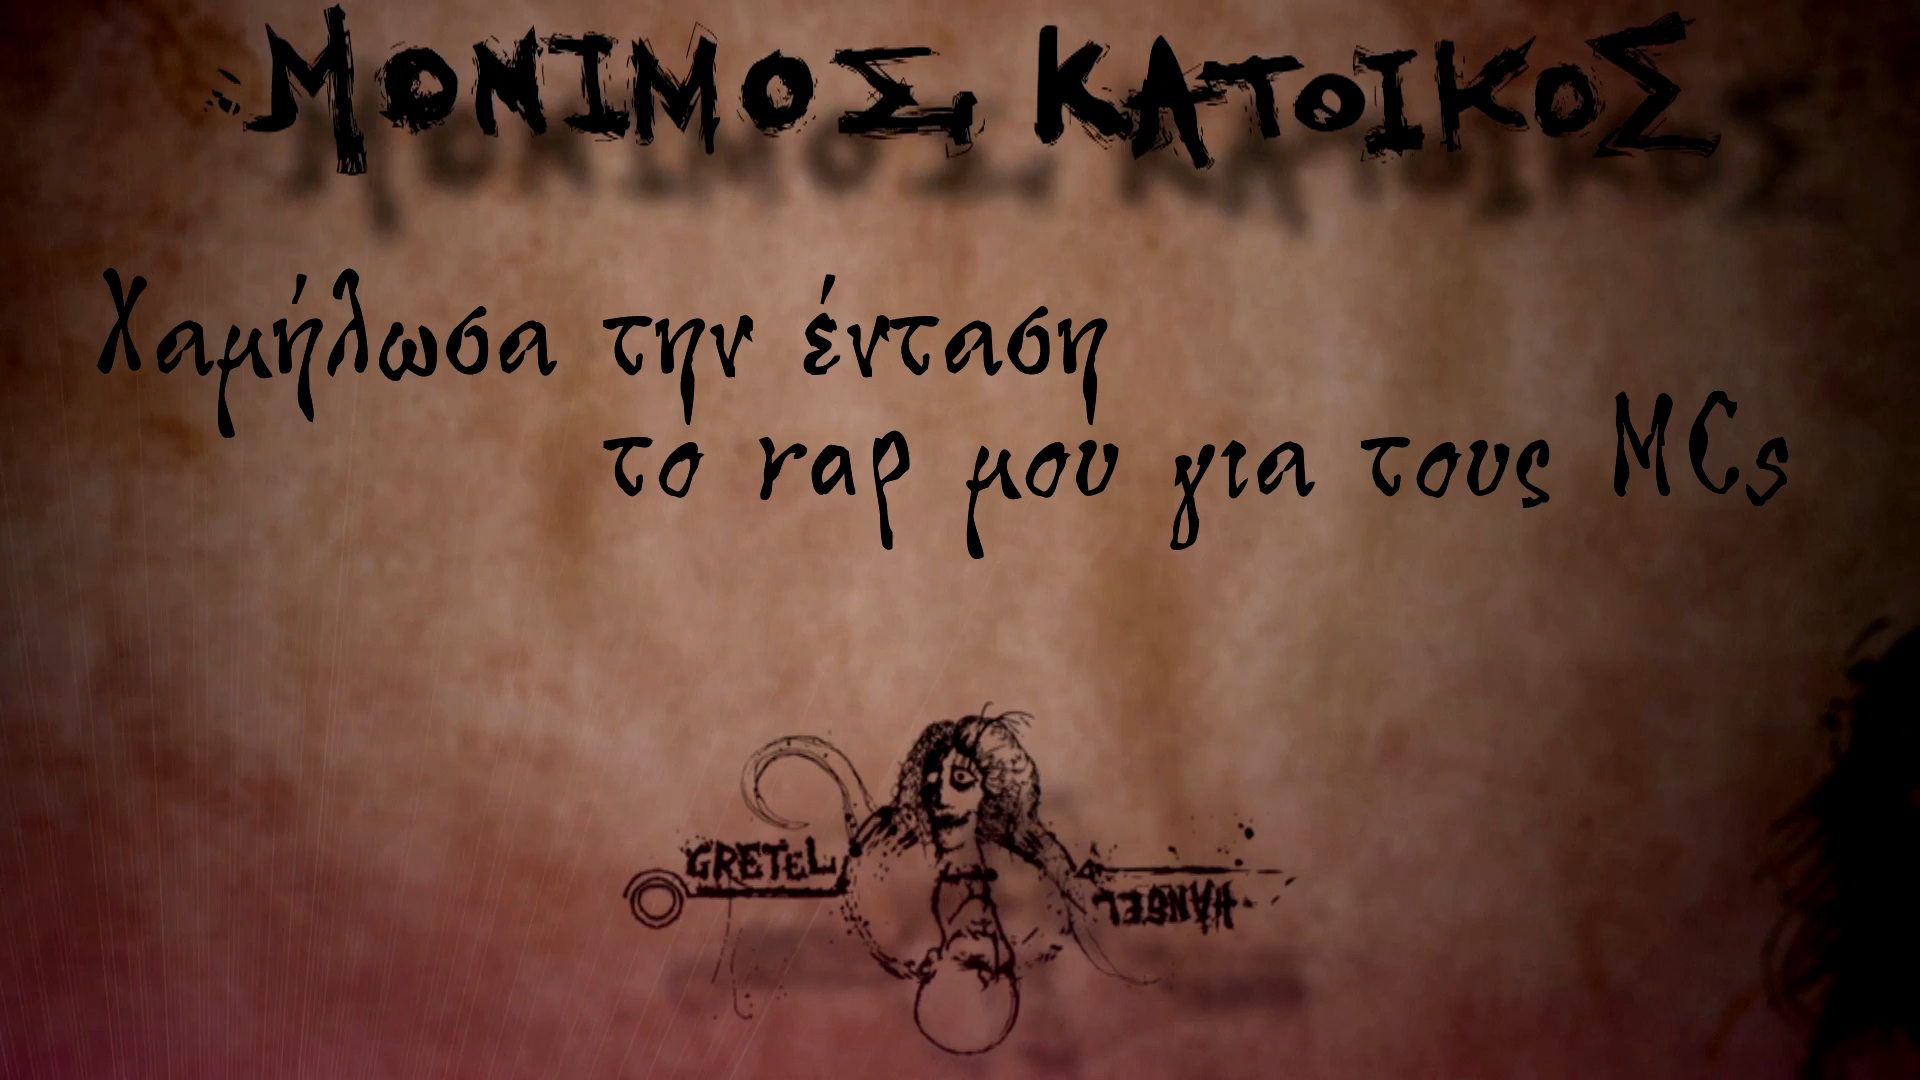 ΜΟΝΙΜΟΣ ΚΑΤΟΙΚΟΣ
Χαμήλωσα την ένταση
το rap μου για τους MCs
GRETEL
HANSEL